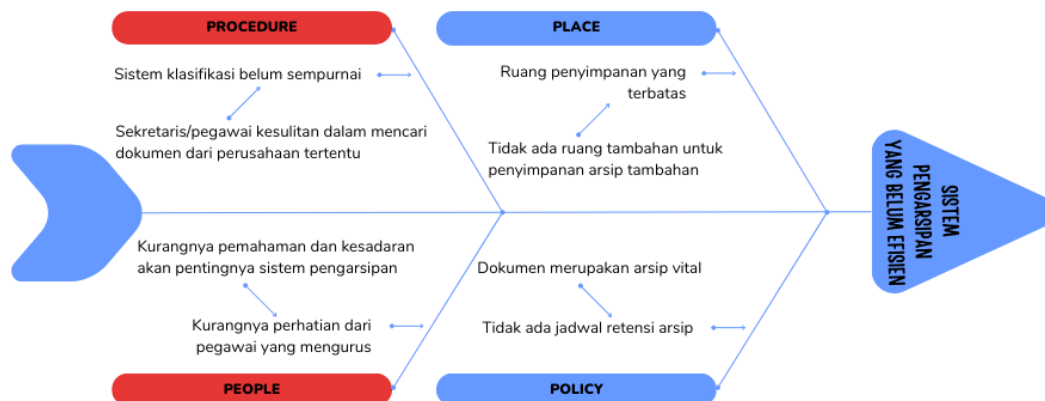 PROCEDURE
Sistem klasifikasi belum sempurnai
Sekretaris/pegawai kesulitan dalam mencari
dokumen dari perusahaan tertentu
PLACE
Ruang penyimpanan yang
terbatas
Tidak ada ruang tambahan untuk
penyimpanan arsip tambahan
SISTEM
PENGARSIPAN
YANG BELUM EFISIEN
Kurangnya pemahaman dan kesadaran
akan pentingnya sistem pengarsipan
Kurangnya perhatian dari
pegawai yang mengurus
PEOPLE
Dokumen merupakan arsip vital
Tidak ada jadwal retensi arsip
POLICY